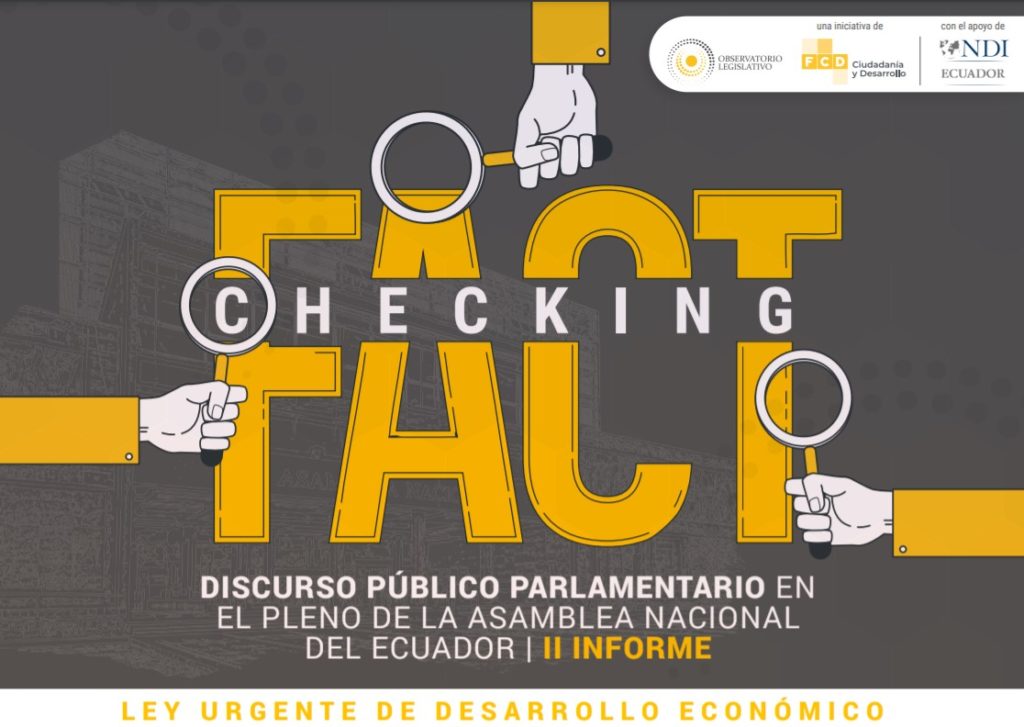 una iniciativa de
con el apoyo de
OBSERVATORIO
LEGISLATIVO
FCD
Ciudadanía
y Desarrollo
NDI
ECUADOR
FACT
CHECKING
DISCURSO PÚBLICO PARLAMENTARIO EN
EL PLENO DE LA ASAMBLEA NACIONAL
DEL ECUADOR | II INFORME
LEY URGENTE DE DESARROLLO ECONÓMICO